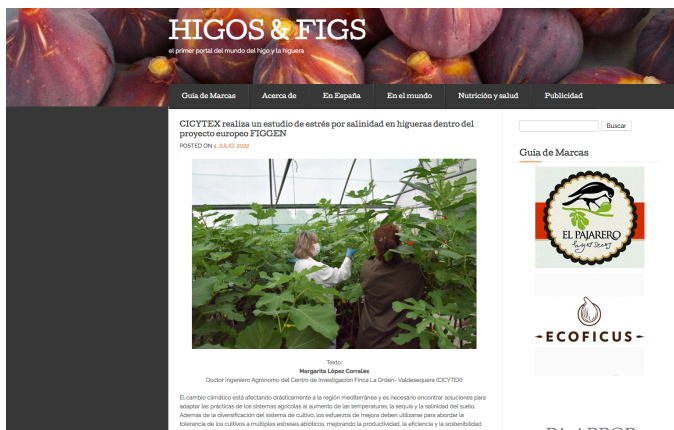 HIGOS & FIGS
el primer portal del mundo del higo y la higuera
Guía de Marcas
Acerca de
En España
En el mundo
Nutrición y salud
Publicidad
CICYTEX realiza un estudio de estrés por salinidad en higueras dentro del
proyecto europeo FIGGEN
POSTED ON 4 JULIO, 2022
Texto:
Margarita López Corrales
Doctor Ingeniero Agrónomo del Centro de Investigación Finca La Orden- Valdesequera (CICYTEX)
El cambio climático está afectando drásticamente a la región mediterránea y es necesario encontrar soluciones para
adaptar las prácticas de los sistemas agrícolas al aumento de las temperaturas, la sequía y la salinidad del suelo.
Además de la diversificación del sistema de cultivo, los esfuerzos de mejora deben utilizarse para abordar la
tolerancia de los cultivos a múltiples estreses abióticos, mejorando la productividad, la eficiencia y la sostenibilidad
Buscar
Guía de Marcas
EL PAJARERO
higos secos
ECOFICUS